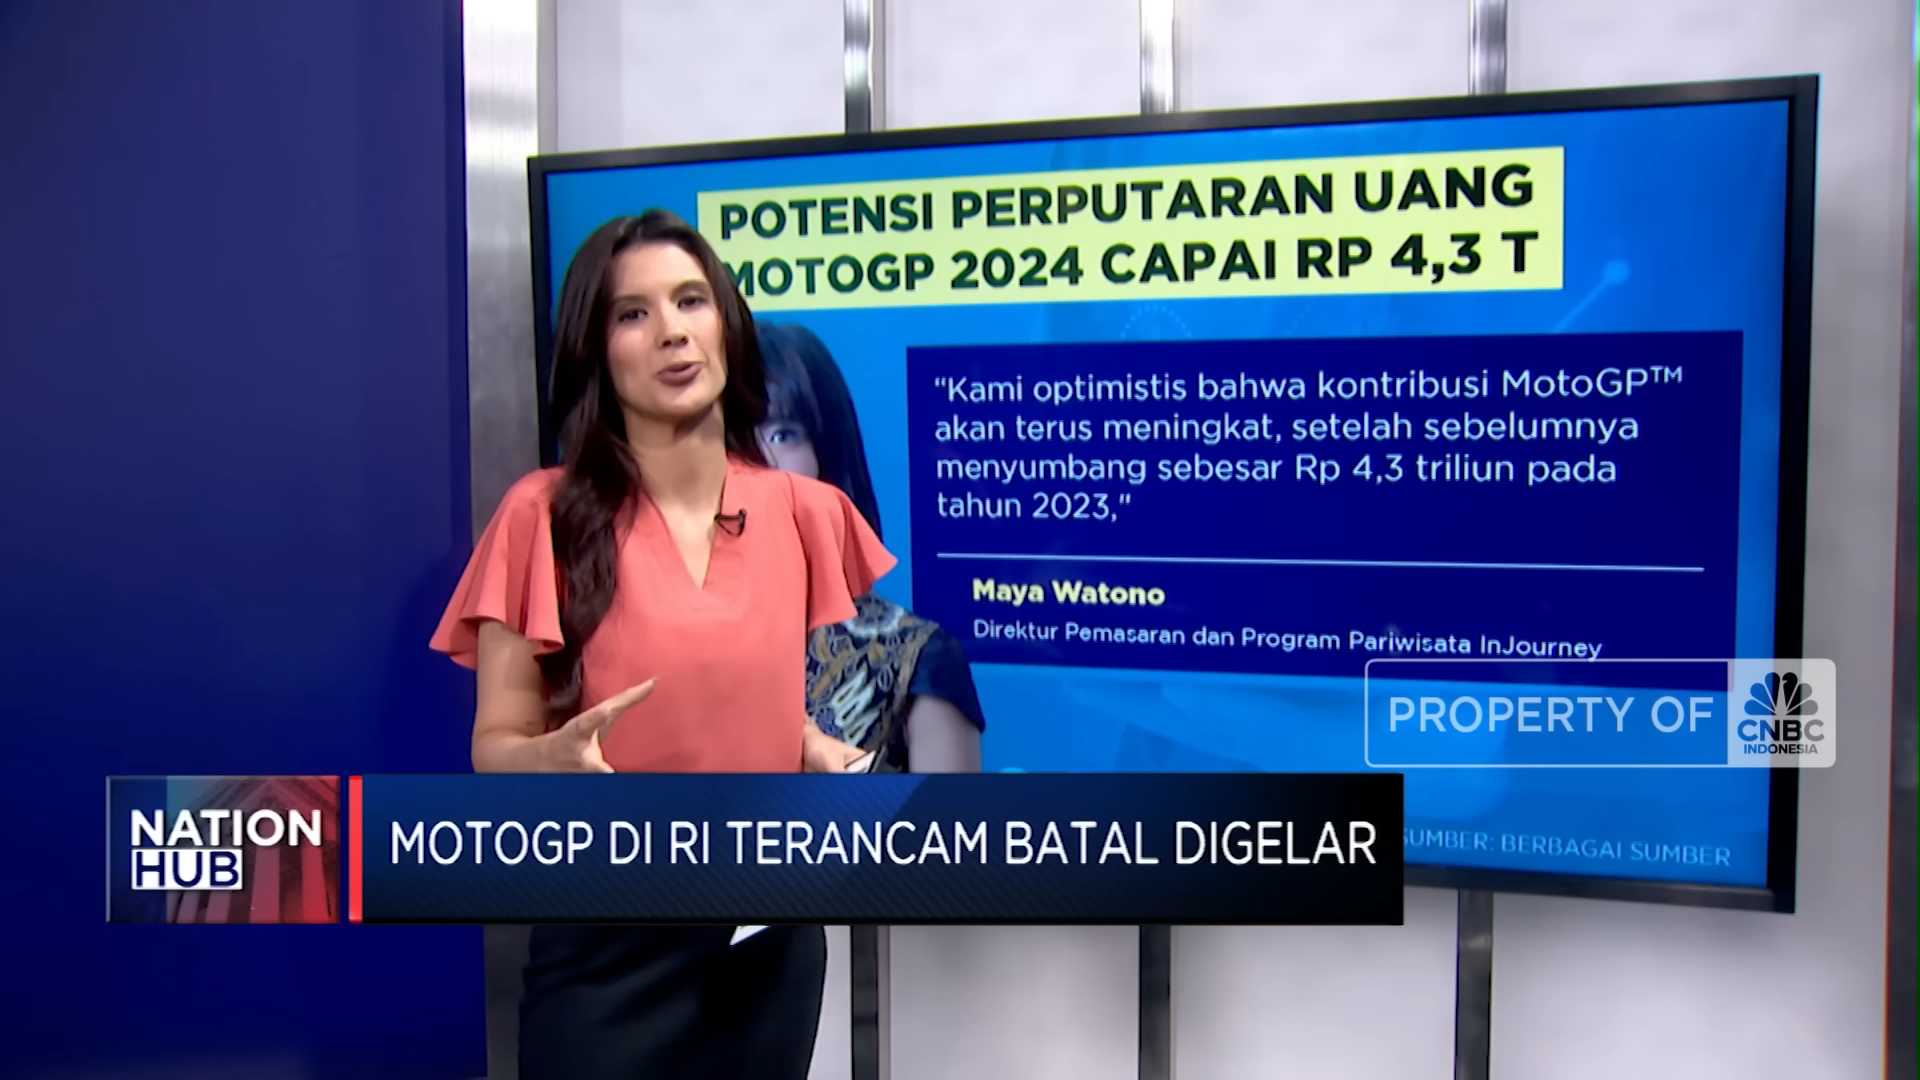 POTENSI PERPUTARAN UANG
MOTOGP 2024 CAPAI RP 4,3 T
“Kami optimistis bahwa kontribusi MotoGP™
akan terus meningkat, setelah sebelumnya
menyumbang sebesar Rp 4,3 triliun pada
tahun 2023,"
Maya Watono
Direktur Pemasaran dan Program Pariwisata InJourney
PROPERTY OF
CNBC
INDONESIA
NATION
HUB
MOTOGP DI RI TERANCAM BATAL DIGELAR
SUMBER: BERBAGAI SUMBER